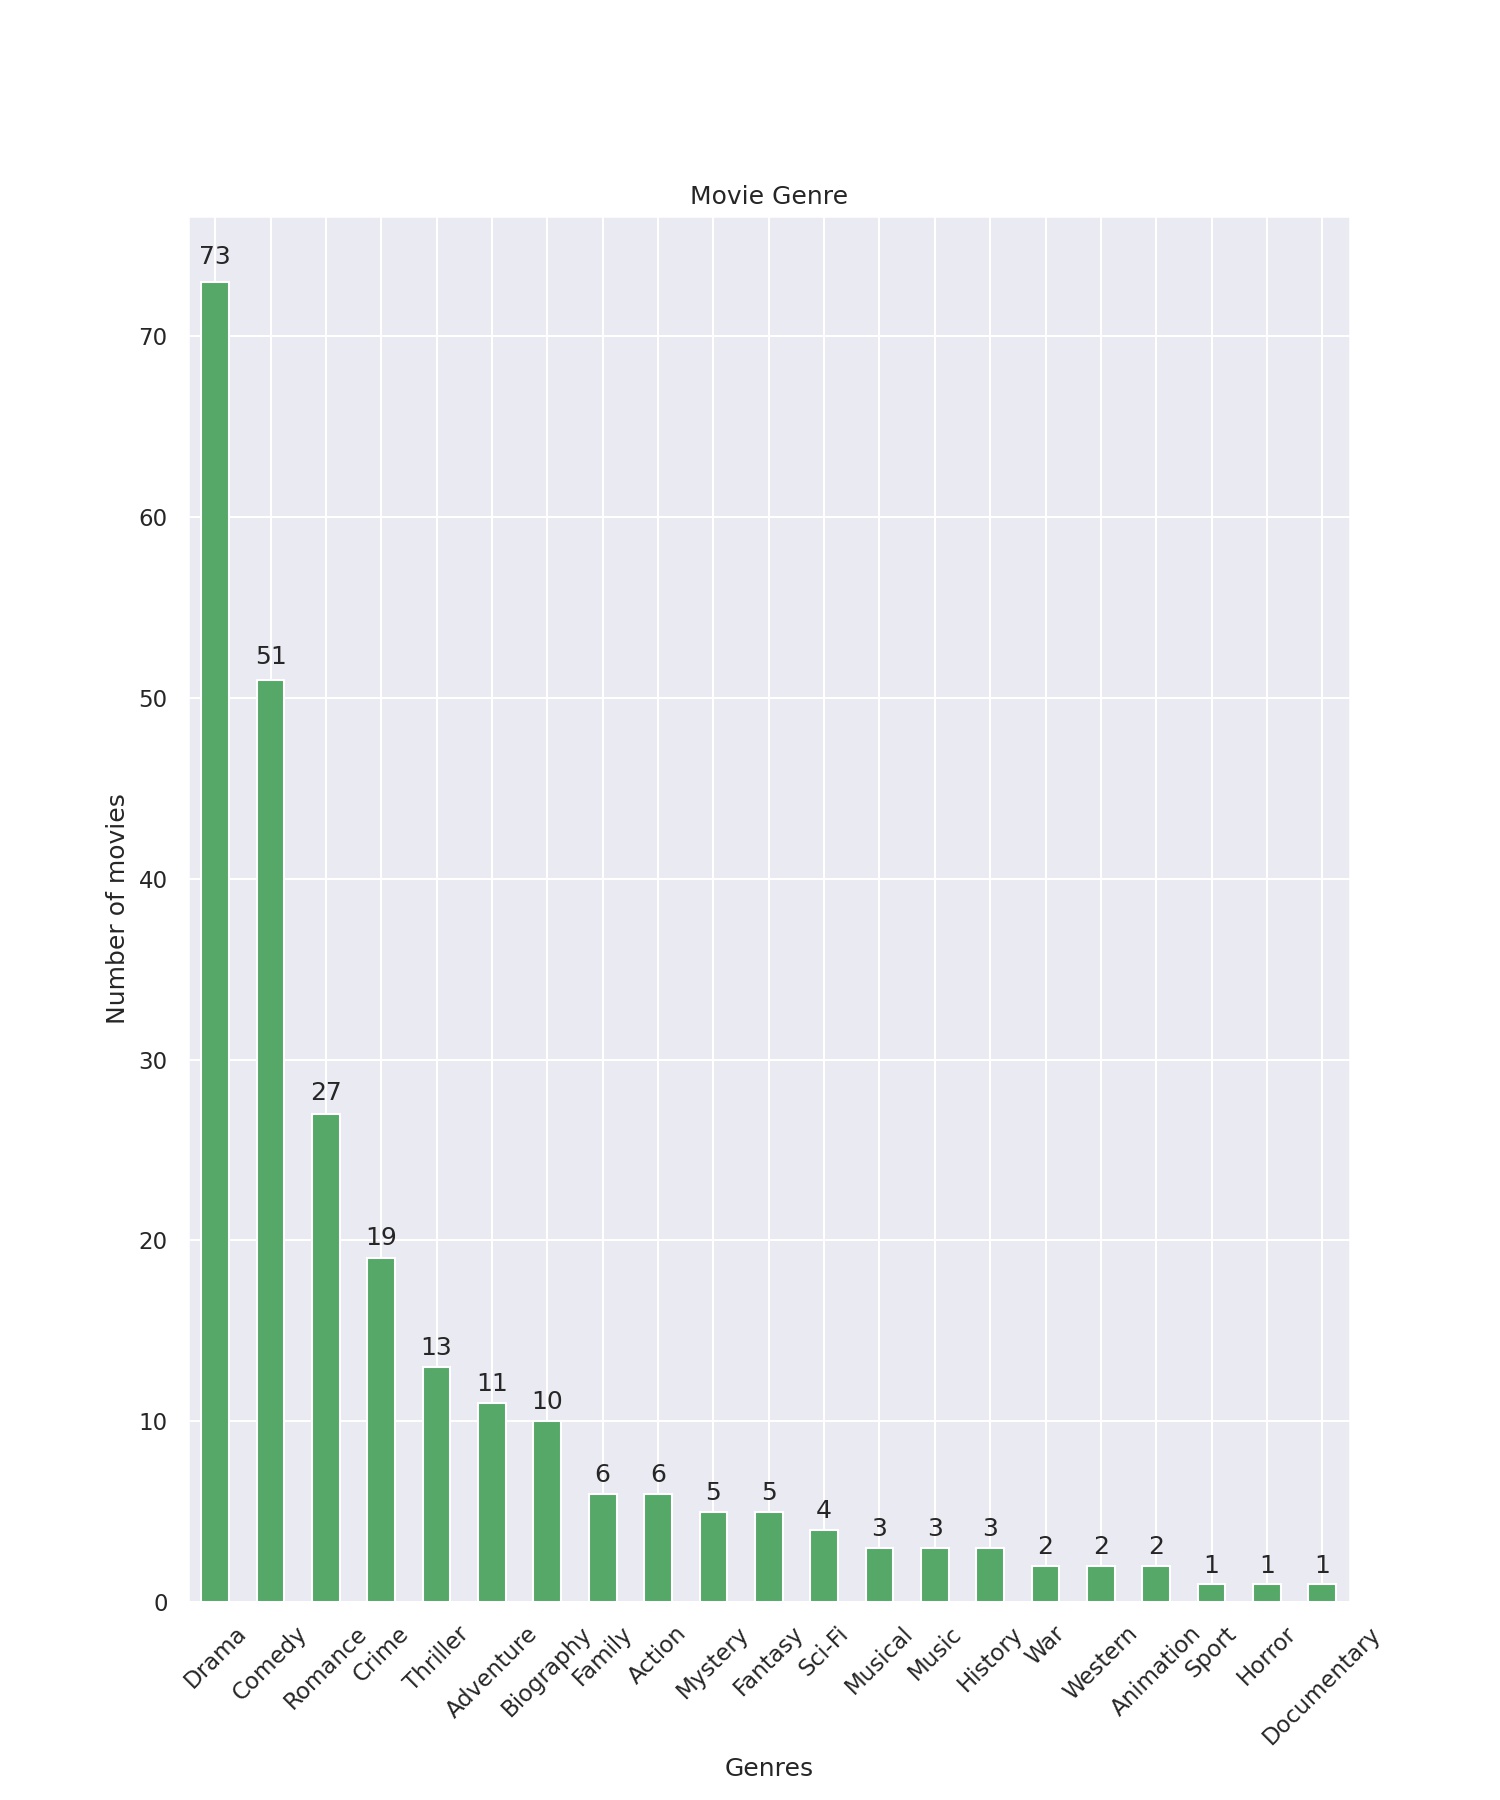 Movie Genre
73
70
60
51
50
40
30
27
20
19
13
11
10
10
6
6
5
5
4
3
3
3
2
2
2
1
1
1
0
Number of movies
Drama
Comedy
Romance
Crime
Thriller
Adventure
Biography
Family
Action
Mystery
Fantasy
Sci-Fi
Musical
Music
History
War
Western
Animation
Sport
Horror
Documentary
Genres